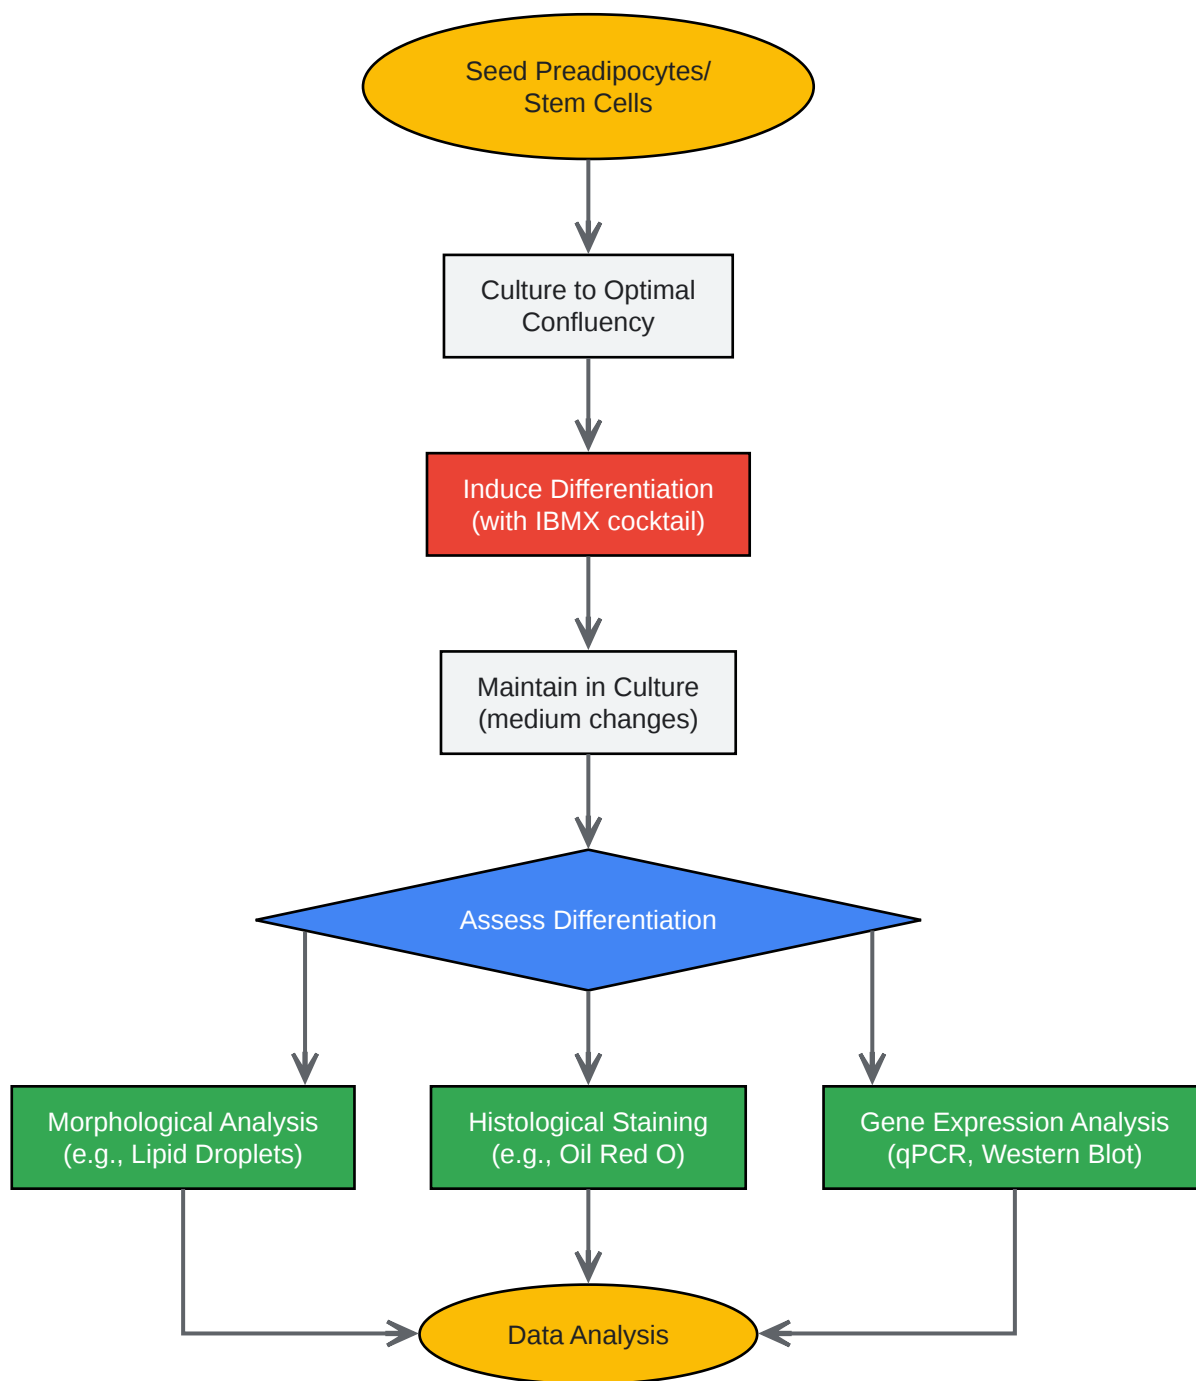 Seed Preadipocytes/
Stem Cells
Culture to Optimal
Confluency
Induce Differentiation
(with IBMX cocktail)
Maintain in Culture
(medium changes)
Assess Differentiation
Morphological Analysis
(e.g., Lipid Droplets)
Histological Staining
(e.g., Oil Red O)
Gene Expression Analysis
(qPCR, Western Blot)
Data Analysis